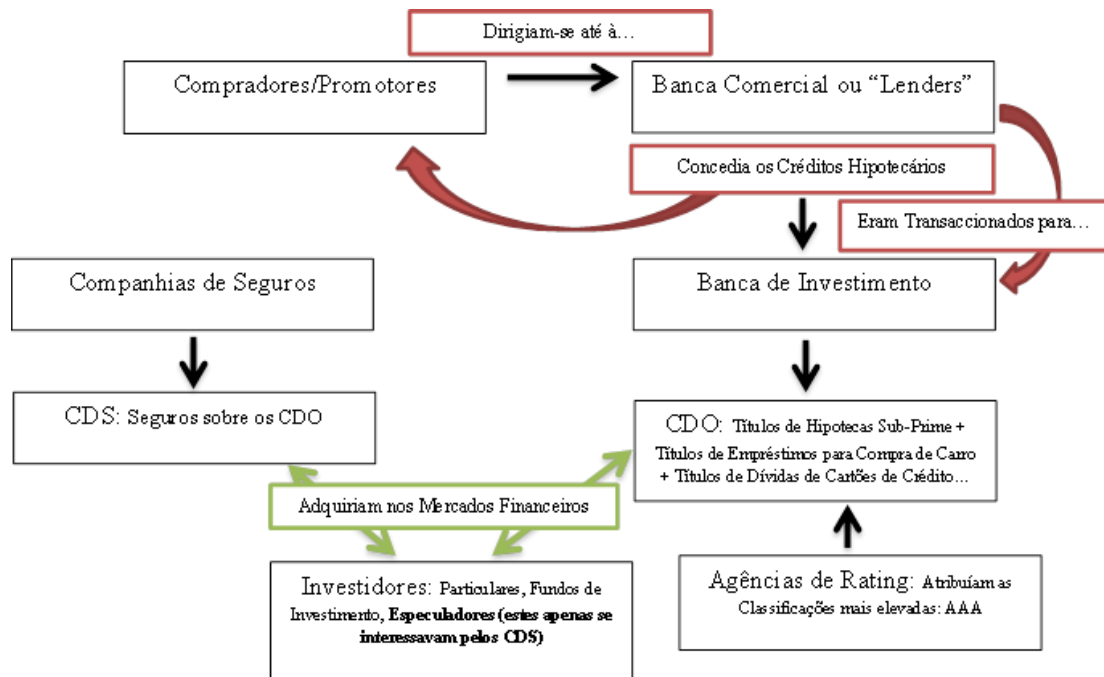 Dirigiam-se até à...
Compradores/Promotores
Banca Comercial ou “Lenders”
Concedia os Créditos Hipotecários
Eram Transaccionados para...
Companhias de Seguros
Banca de Investimento
CDS: Seguros sobre os CDO
CDO: Títulos de Hipotecas Sub-Prime +
Títulos de Empréstimos para Compra de Carro
+ Títulos de Dívidas de Cartões de Crédito...
Adquiriam nos Mercados Financeiros
Investidores: Particulares, Fundos de
Investimento, Especuladores (estes apenas se
interessavam pelos CDS)
Agências de Rating: Atribuíam as
Classificações mais elevadas: AAA